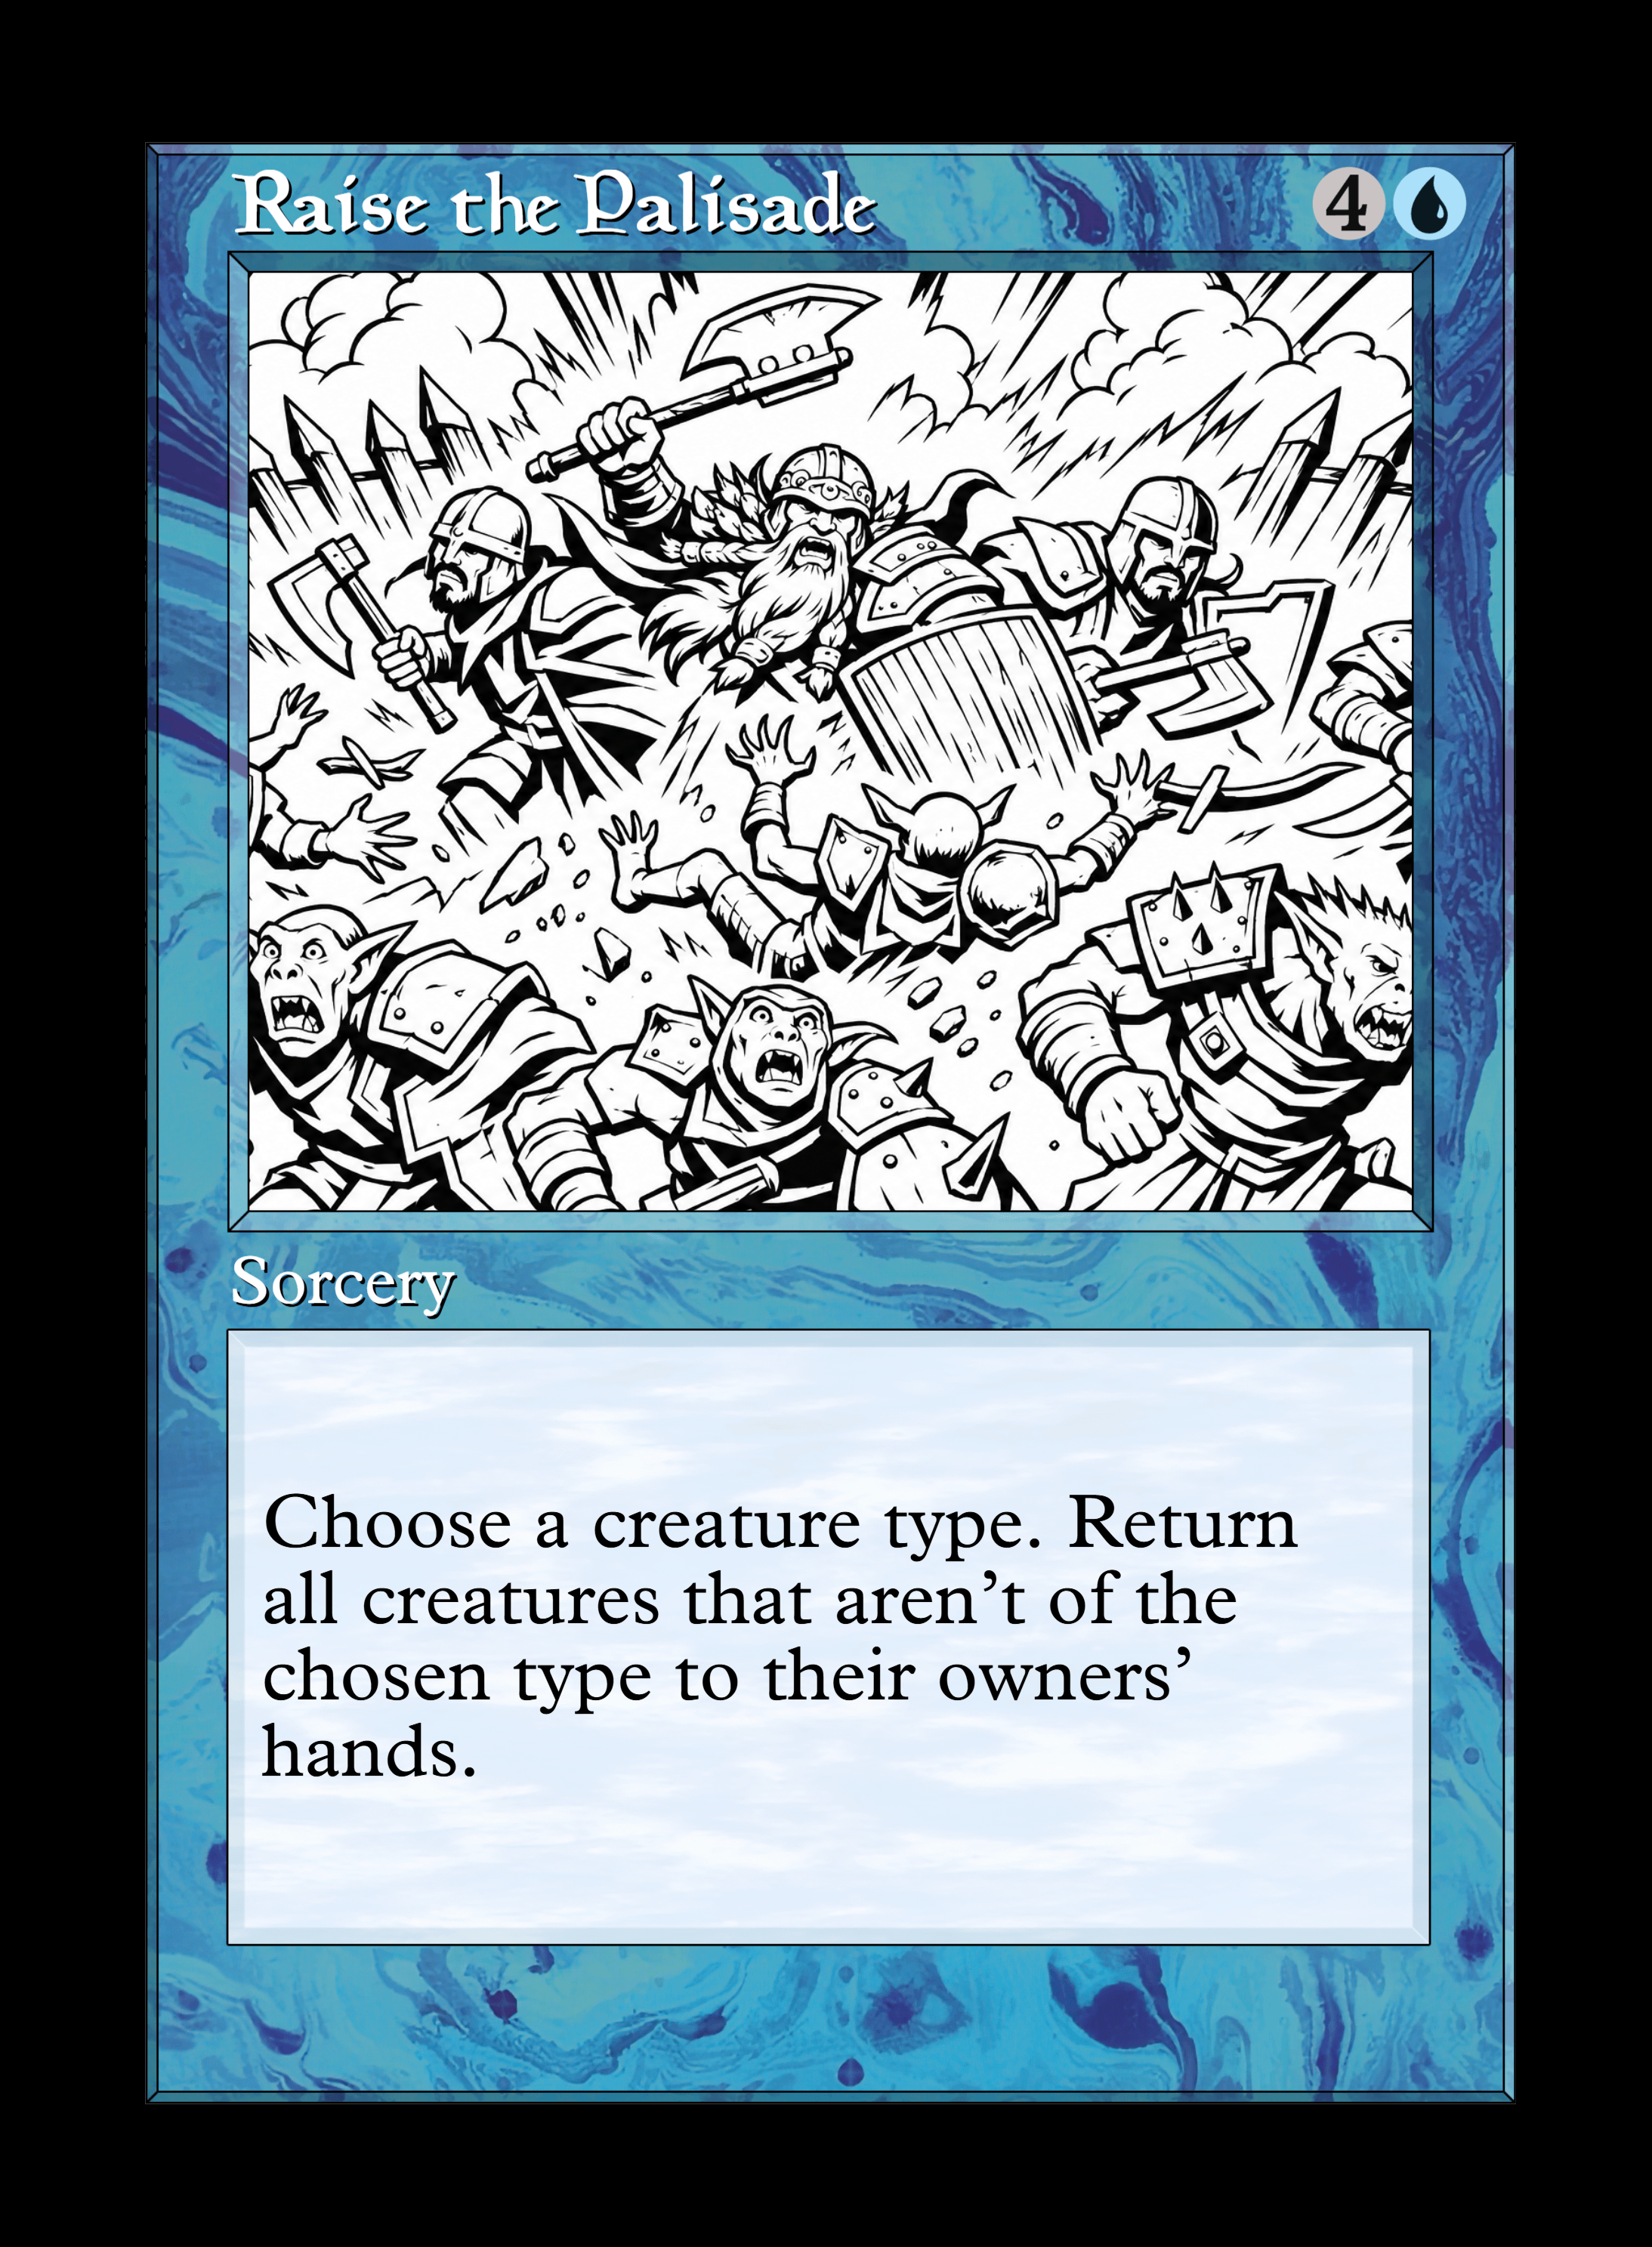 Raise the Palisade 4
Sorcery
Choose a creature type. Return
all creatures that aren’t of the
chosen type to their owners’
hands.